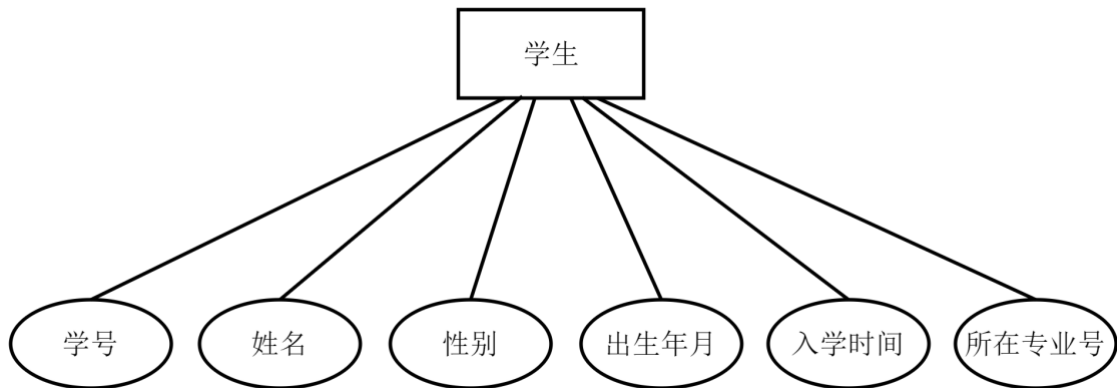 学生
学号
姓名
性别
出生年月
入学时间
所在专业号